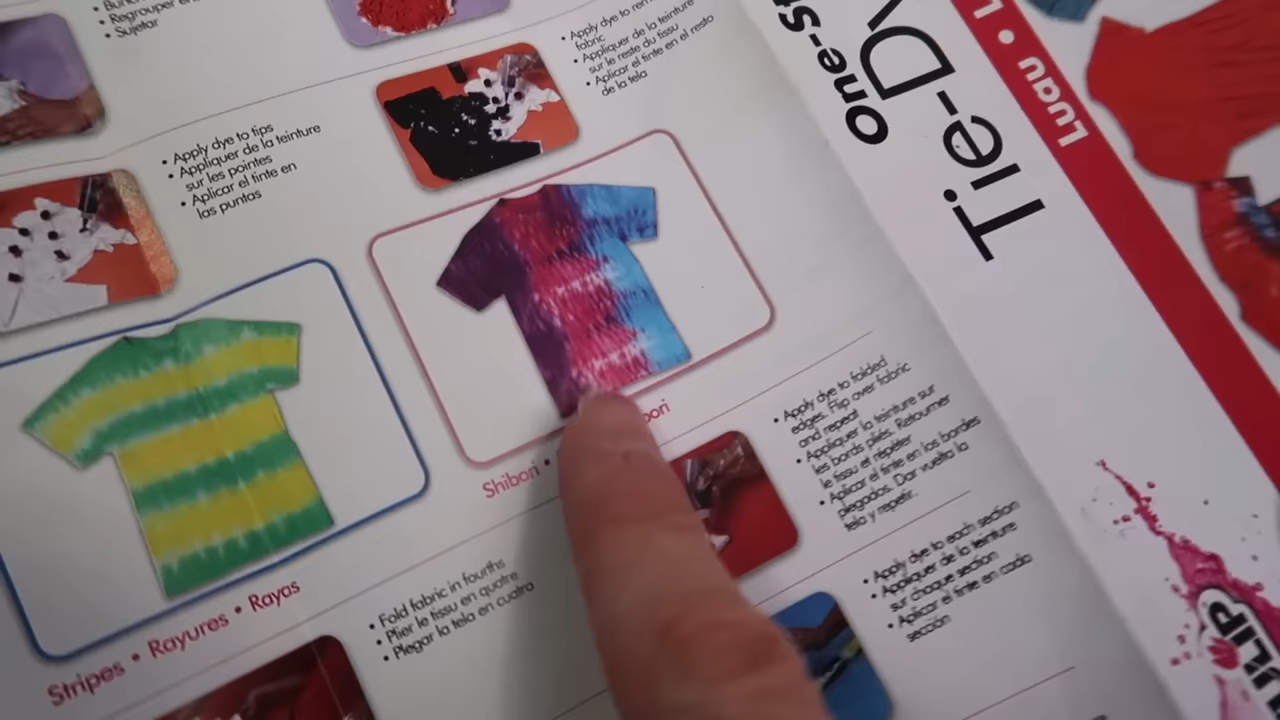 • Regrouper
• Sujetar
• Apply dye to
fabric
• Appliquer de la teinture
sur le reste du tissu
• Aplicar el tinte en el resto
de la tela
• Apply dye to tips
• Appliquer de la teinture
sur les pointes
• Aplicar el tinte en
las puntas
Shibori •
Stripes • Rayures • Rayas
• Fold fabric in fourths
• Plier le tissu en quatre
• Plegar la tela en cuatro
• Apply dye to folded
edges. Flip over fabric
and repeat
• Appliquer la teinture sur
les bords pliés. Retourner
le tissu et répéter
• Aplicar el tinte en los bordes
plegados. Dar vuelta la
tela y repetir.
• Apply dye to each section
• Appliquer de la teinture
sur chaque section
• Aplicar el tinte en cada
sección
One-St
Tie-Dy
Luau • L
ULIP